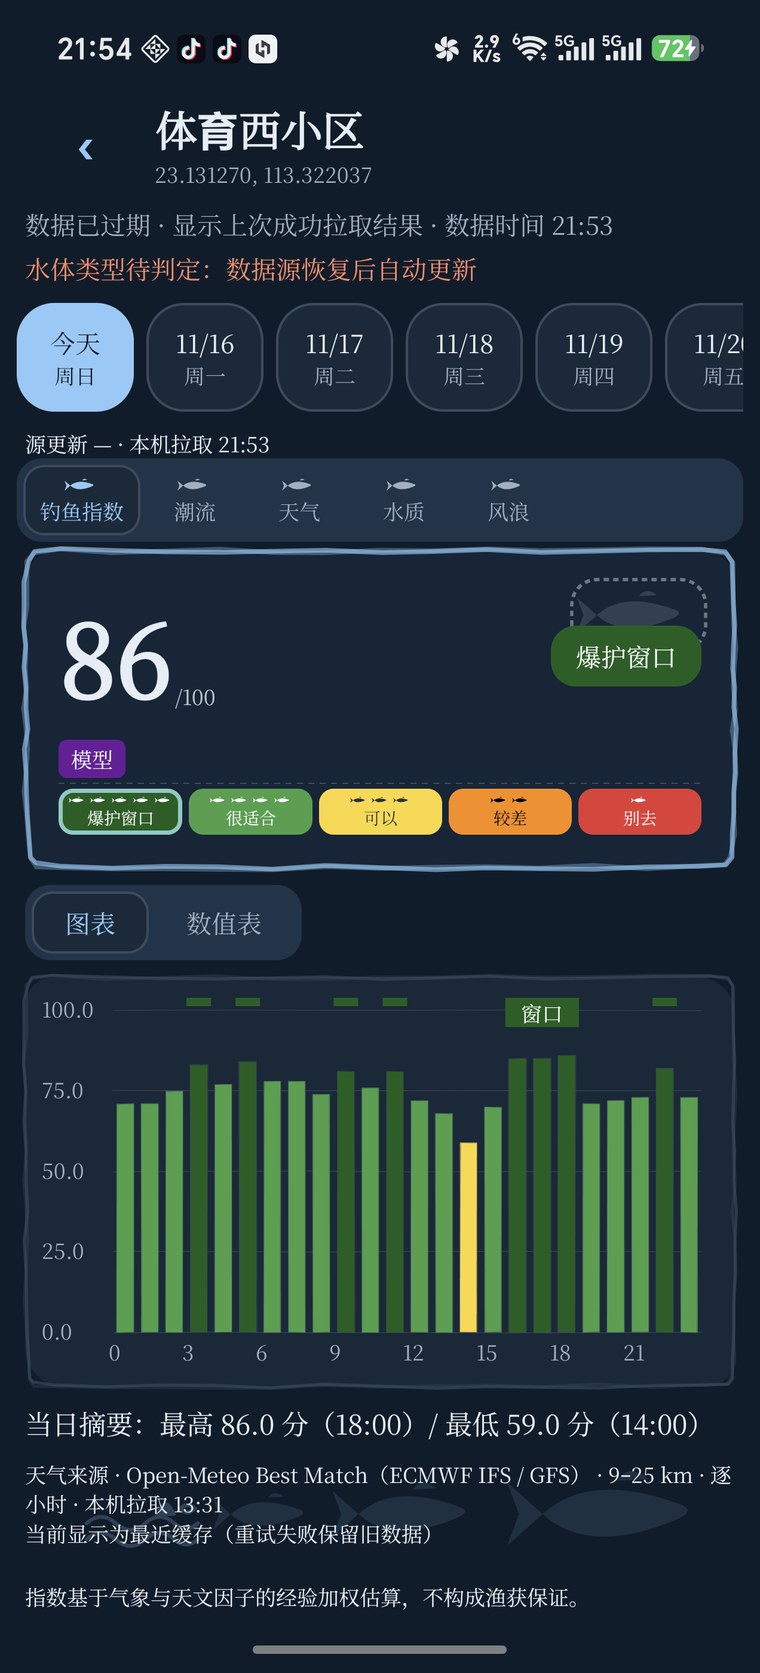 21:54
2.9
K/s
6
5G
5G
72
体育西小区
23.131270, 113.322037
数据已过期 · 显示上次成功拉取结果 · 数据时间 21:53
水体类型待判定：数据源恢复后自动更新
今天
周日
11/16
周一
11/17
周二
11/18
周三
11/19
周四
11/20
周五
源更新 — · 本机拉取 21:53
钓鱼指数
潮流
天气
水质
风浪
86/100
爆护窗口
模型
爆护窗口
很适合
可以
较差
别去
图表
数值表
窗口
100.0
75.0
50.0
25.0
0.0
0 3 6 9 12 15 18 21
当日摘要：最高 86.0 分（18:00）/ 最低 59.0 分（14:00）
天气来源 · Open-Meteo Best Match（ECMWF IFS / GFS） · 9–25 km · 逐
小时 · 本机拉取 13:31
当前显示为最近缓存（重试失败保留旧数据）
指数基于气象与天文因子的经验加权估算，不构成渔获保证。